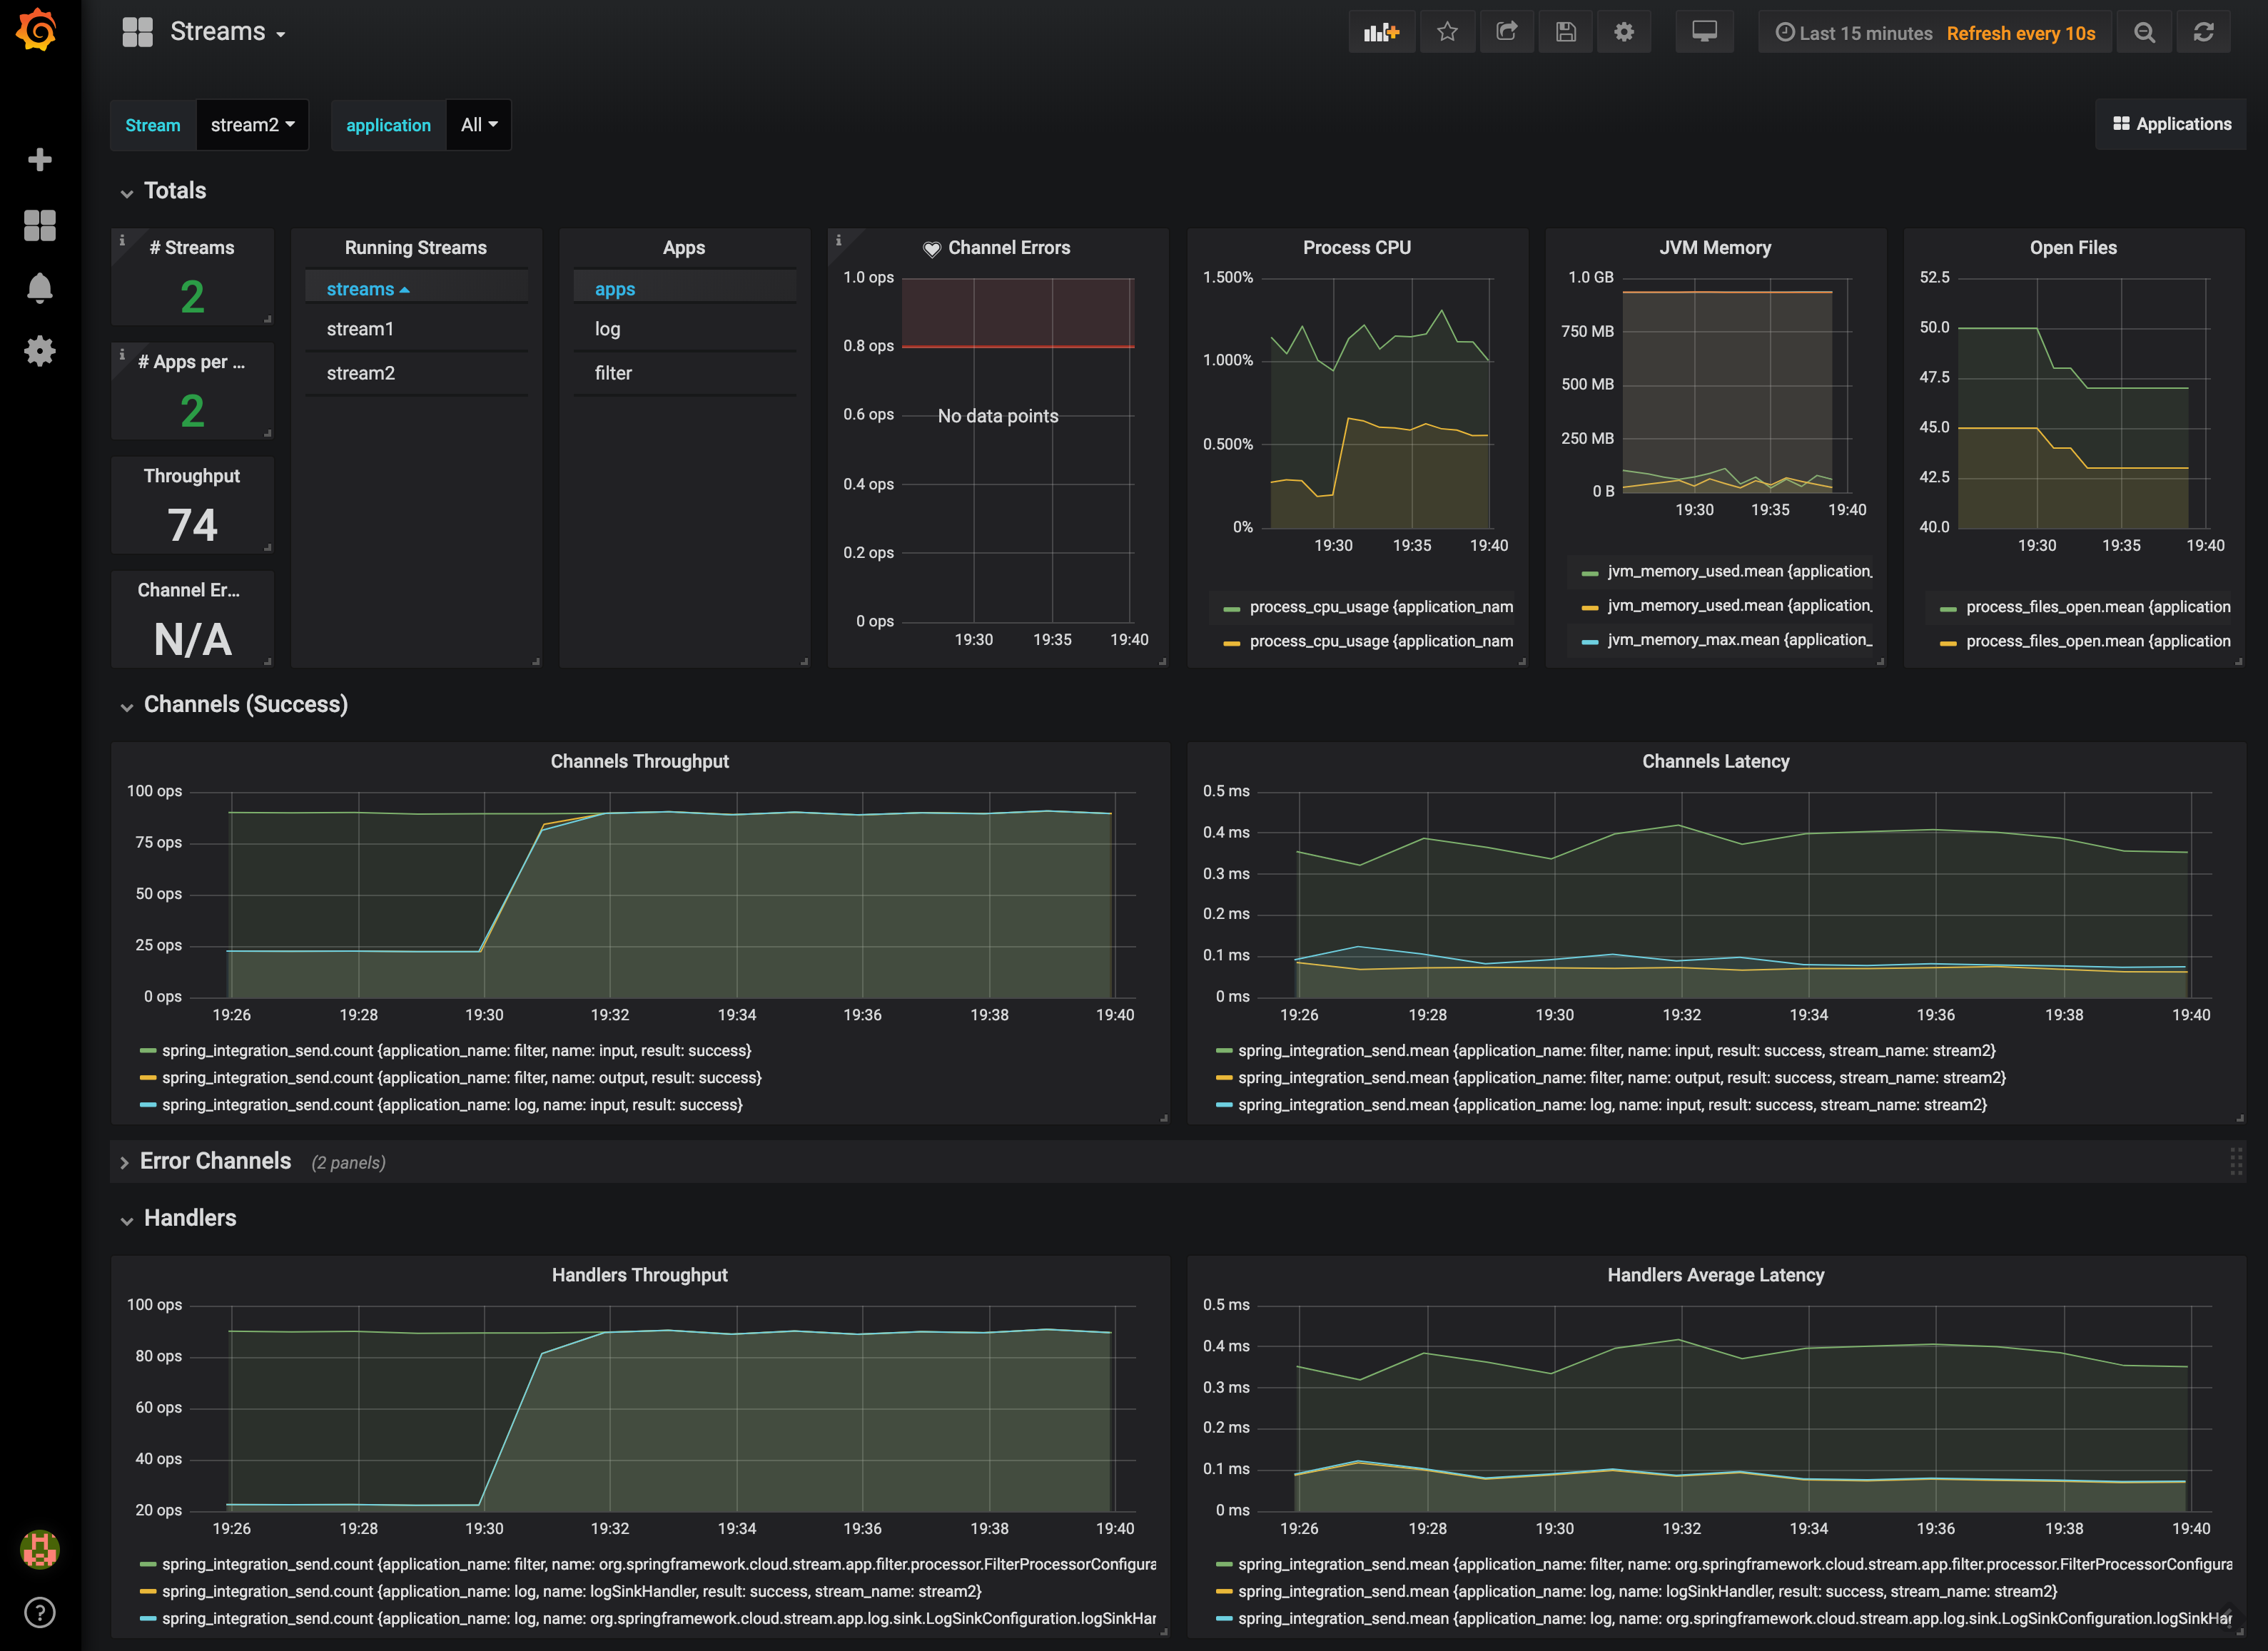 Streams
Last 15 minutes Refresh every 10s
Stream stream2 application All
Applications
Totals
# Streams
2
# Apps per ...
2
Throughput
74
Channel Er...
N/A
Running Streams
streams
stream1
stream2
Apps
apps
log
filter
Channel Errors
1.0 ops
0.8 ops
0.6 ops
0.4 ops
0.2 ops
0 ops
No data points
19:30 19:35 19:40
Process CPU
1.500%
1.000%
0.500%
0%
19:30 19:35 19:40
process_cpu_usage {application_nam
process_cpu_usage {application_nam
JVM Memory
1.0 GB
750 MB
500 MB
250 MB
0 B
19:30 19:35 19:40
jvm_memory_used.mean {application_
jvm_memory_used.mean {application_
jvm_memory_max.mean {application_
Open Files
52.5
50.0
47.5
45.0
42.5
40.0
19:30 19:35 19:40
process_files_open.mean {application
process_files_open.mean {application
Channels (Success)
Channels Throughput
100 ops
75 ops
50 ops
25 ops
0 ops
19:26 19:28 19:30 19:32 19:34 19:36 19:38 19:40
spring_integration_send.count {application_name: filter, name: input, result: success}
spring_integration_send.count {application_name: filter, name: output, result: success}
spring_integration_send.count {application_name: log, name: input, result: success}
Channels Latency
0.5 ms
0.4 ms
0.3 ms
0.2 ms
0.1 ms
0 ms
19:26 19:28 19:30 19:32 19:34 19:36 19:38 19:40
spring_integration_send.mean {application_name: filter, name: input, result: success, stream_name: stream2}
spring_integration_send.mean {application_name: filter, name: output, result: success, stream_name: stream2}
spring_integration_send.mean {application_name: log, name: input, result: success, stream_name: stream2}
Error Channels (2 panels)
Handlers
Handlers Throughput
100 ops
80 ops
60 ops
40 ops
20 ops
19:26 19:28 19:30 19:32 19:34 19:36 19:38 19:40
spring_integration_send.count {application_name: filter, name: org.springframework.cloud.stream.app.filter.processor.FilterProcessorConfigura
spring_integration_send.count {application_name: log, name: logSinkHandler, result: success, stream_name: stream2}
spring_integration_send.count {application_name: log, name: org.springframework.cloud.stream.app.log.sink.LogSinkConfiguration.logSinkHar
Handlers Average Latency
0.5 ms
0.4 ms
0.3 ms
0.2 ms
0.1 ms
0 ms
19:26 19:28 19:30 19:32 19:34 19:36 19:38 19:40
spring_integration_send.mean {application_name: filter, name: org.springframework.cloud.stream.app.filter.processor.FilterProcessorConfigura
spring_integration_send.mean {application_name: log, name: logSinkHandler, result: success, stream_name: stream2}
spring_integration_send.mean {application_name: log, name: org.springframework.cloud.stream.app.log.sink.LogSinkConfiguration.logSinkHar